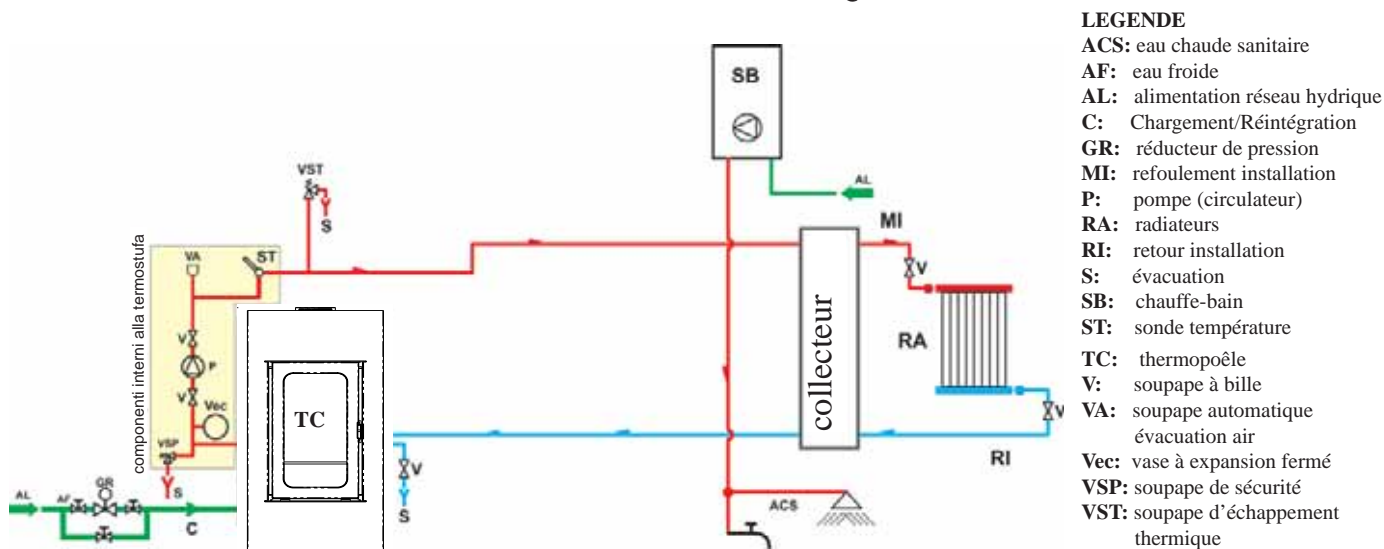 SB
VST
S
AL
MI
componenti interni alla termostufa
VA
ST
V
V
P
V
Vec
VSP
S
TC
collecteur
RA
V
RI
V
S
AL
AF
GR
C
ACS
LEGENDE
ACS: eau chaude sanitaire
AF: eau froide
AL: alimentation réseau hydrique
C: Chargement/Réintégration
GR: réducteur de pression
MI: refoulement installation
P: pompe (circulateur)
RA: radiateurs
RI: retour installation
S: évacuation
SB: chauffe-bain
ST: sonde température
TC: thermopoêle
V: soupape à bille
VA: soupape automatique
évacuation air
Vec: vase à expansion fermé
VSP: soupape de sécurité
VST: soupape d'échappement
thermique